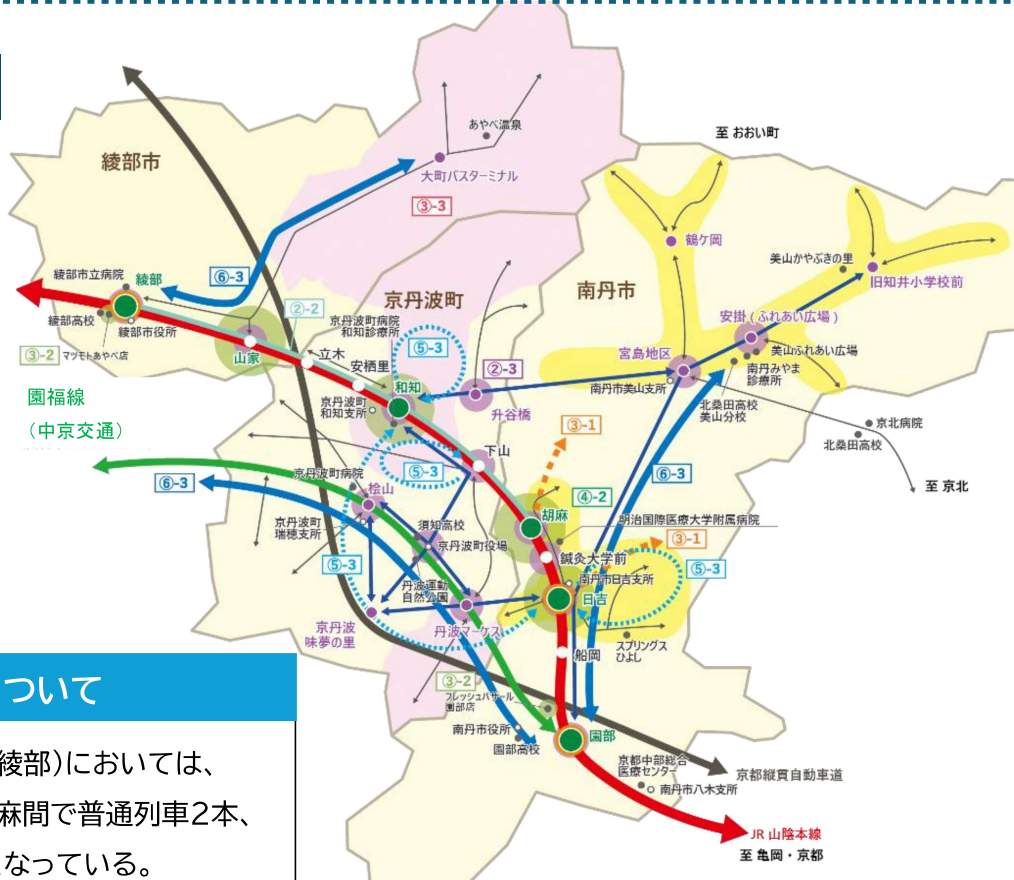 至 おおい町
あやべ温泉
綾部市
大町バスターミナル
③-3
鶴ケ岡
美山かやぶきの里
旧知井小学校前
綾部市立病院
綾部
⑥-3
南丹市
京丹波町
安掛(ふれあい広場)
綾部高校
綾部市役所
②-2
京丹波町病院
和知診療所
⑤-3
③-2
マツモトあやべ店
山家
立木
安栖里
和知
②-3
宮島地区
美山ふれあい広場
南丹みやま
診療所
南丹市美山支所
園福線
(中京交通)
京丹波町
和知支所
升谷橋
北桑田高校
美山分校
③-1
京北病院
北桑田高校
下山
⑤-3
京丹波町病院
⑥-3
桧山
⑥-3
至 京北
④-2
胡麻
明治国際医療大学附属病院
京丹波町
瑞穂支所
須知高校
京丹波町役場
③-1
鍼灸大学前
⑤-3
⑤-3
南丹市日吉支所
丹波運動
自然公園
日吉
京丹波
味夢の里
丹波マーケス
スプリングス
ひよし
船岡
③-2
フレッシュバザール
園部店
南丹市役所
園部高校
園部
京都中部総合
医療センター
南丹市八木支所
京都縦貫自動車道
JR 山陰本線
至 亀岡・京都
ついて
綾部)においては、
麻間で普通列車2本、
なっている。